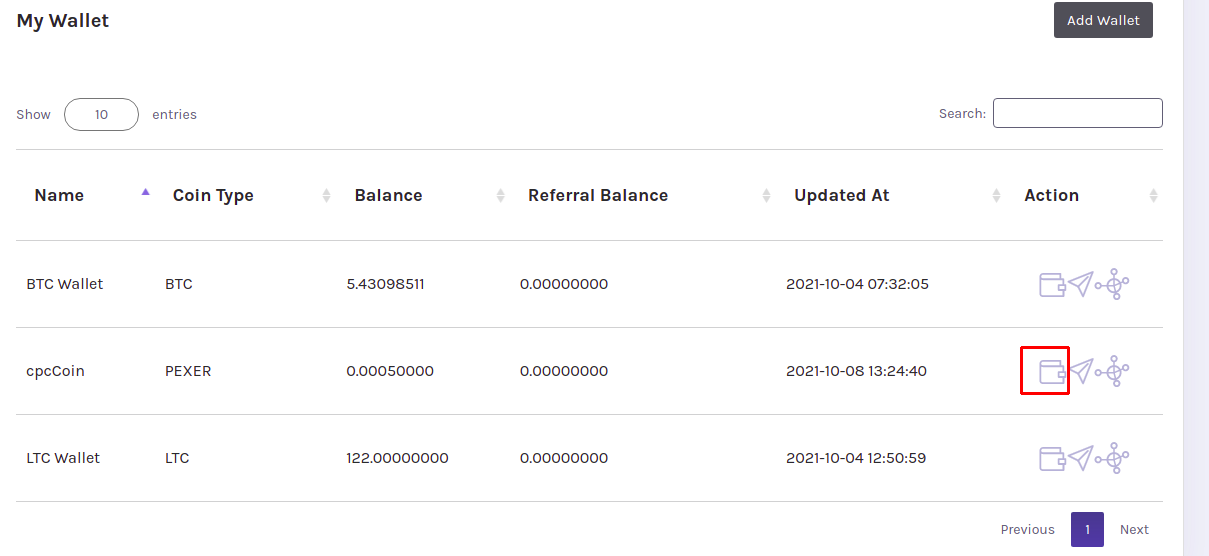 My Wallet
Add Wallet
Show 10 entries
Search:
Name Coin Type Balance Referral Balance Updated At Action
BTC Wallet BTC 5.43098511 0.00000000 2021-10-04 07:32:05
cpcCoin PEXER 0.00050000 0.00000000 2021-10-08 13:24:40
LTC Wallet LTC 122.00000000 0.00000000 2021-10-04 12:50:59
Previous 1 Next